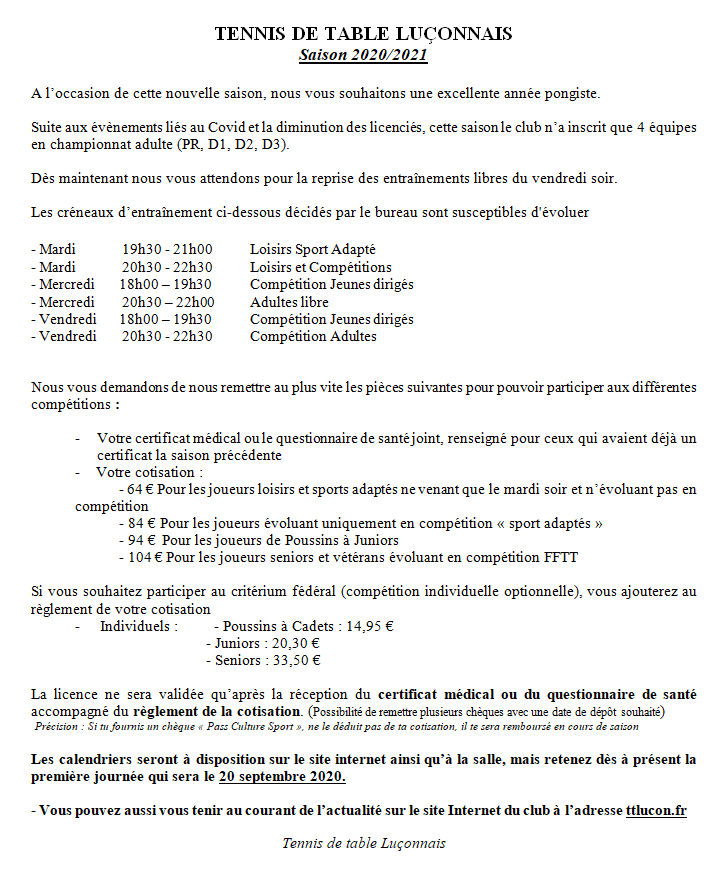 TENNIS DE TABLE LUÇONNAIS
Saison 2020/2021
A l’occasion de cette nouvelle saison, nous vous souhaitons une excellente année pongiste.
Suite aux évènements liés au Covid et la diminution des licenciés, cette saison le club n’a inscrit que 4 équipes
en championnat adulte (PR, D1, D2, D3).
Dès maintenant nous vous attendons pour la reprise des entraînements libres du vendredi soir.
Les créneaux d’entraînement ci-dessous décidés par le bureau sont susceptibles d'évoluer
- Mardi 19h30 - 21h00 Loisirs Sport Adapté
- Mardi 20h30 - 22h30 Loisirs et Compétitions
- Mercredi 18h00 – 19h30 Compétition Jeunes dirigés
- Mercredi 20h30 – 22h00 Adultes libre
- Vendredi 18h00 – 19h30 Compétition Jeunes dirigés
- Vendredi 20h30 - 22h30 Compétition Adultes
Nous vous demandons de nous remettre au plus vite les pièces suivantes pour pouvoir participer aux différentes
compétitions :
- Votre certificat médical ou le questionnaire de santé joint, renseigné pour ceux qui avaient déjà un
certificat la saison précédente
- Votre cotisation :
- 64 € Pour les joueurs loisirs et sports adaptés ne venant que le mardi soir et n’évoluant pas en
compétition
- 84 € Pour les joueurs évoluant uniquement en compétition « sport adaptés »
- 94 € Pour les joueurs de Poussins à Juniors
- 104 € Pour les joueurs seniors et vétérans évoluant en compétition FFTT
Si vous souhaitez participer au critérium fédéral (compétition individuelle optionnelle), vous ajouterez au
règlement de votre cotisation
- Individuels : - Poussins à Cadets : 14,95 €
- Juniors : 20,30 €
- Seniors : 33,50 €
La licence ne sera validée qu’après la réception du certificat médical ou du questionnaire de santé
accompagné du règlement de la cotisation. (Possibilité de remettre plusieurs chèques avec une date de dépôt souhaité)
Précision : Si tu fournis un chèque « Pass Culture Sport », ne le déduit pas de ta cotisation, il te sera remboursé en cours de saison
Les calendriers seront à disposition sur le site internet ainsi qu’à la salle, mais retenez dès à présent la
première journée qui sera le 20 septembre 2020.
- Vous pouvez aussi vous tenir au courant de l’actualité sur le site Internet du club à l’adresse ttlucon.fr
Tennis de table Luçonnais